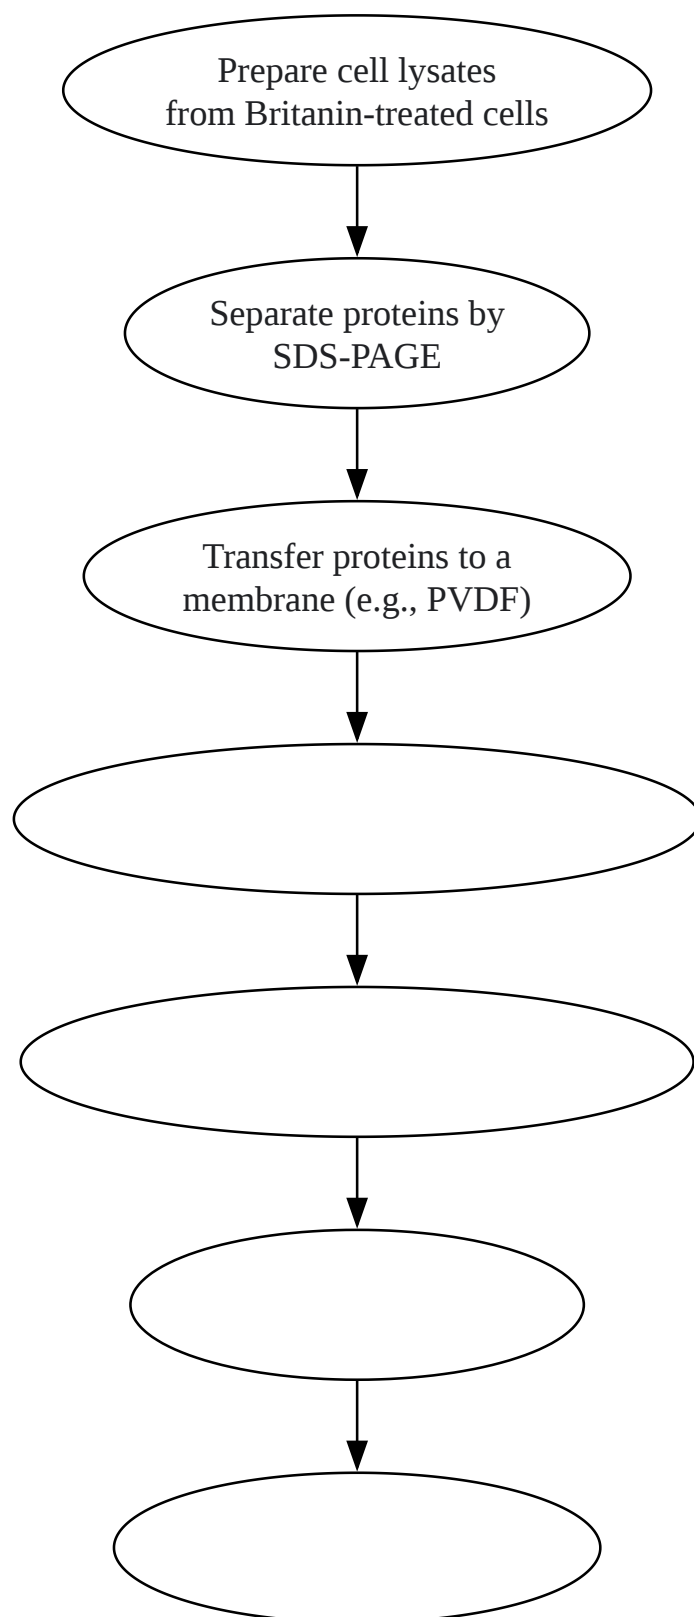 Prepare cell lysates
from Britanin-treated cells
Separate proteins by
SDS-PAGE
Transfer proteins to a
membrane (e.g., PVDF)